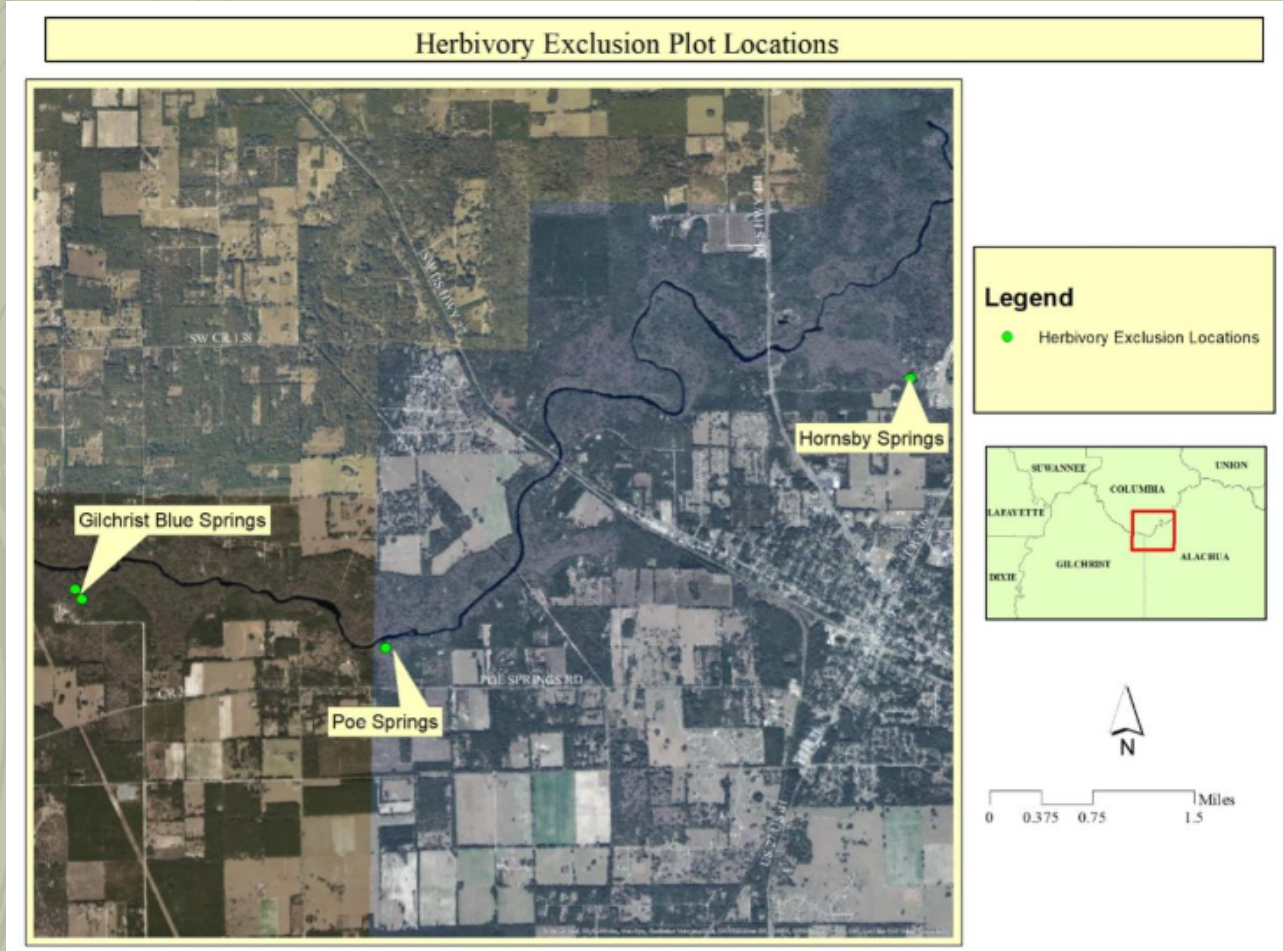 Herbivory Exclusion Plot Locations
SW CR 138
Gilchrist Blue Springs
Hornsby Springs
POE SPRINGS RD
Poe Springs
Legend
Herbivory Exclusion Locations
SUWANNEE
UNION
COLUMBIA
LAFAYETTE
ALACHUA
GILCHRIST
DIXIE
N
Miles
0 0.375 0.75 1.5